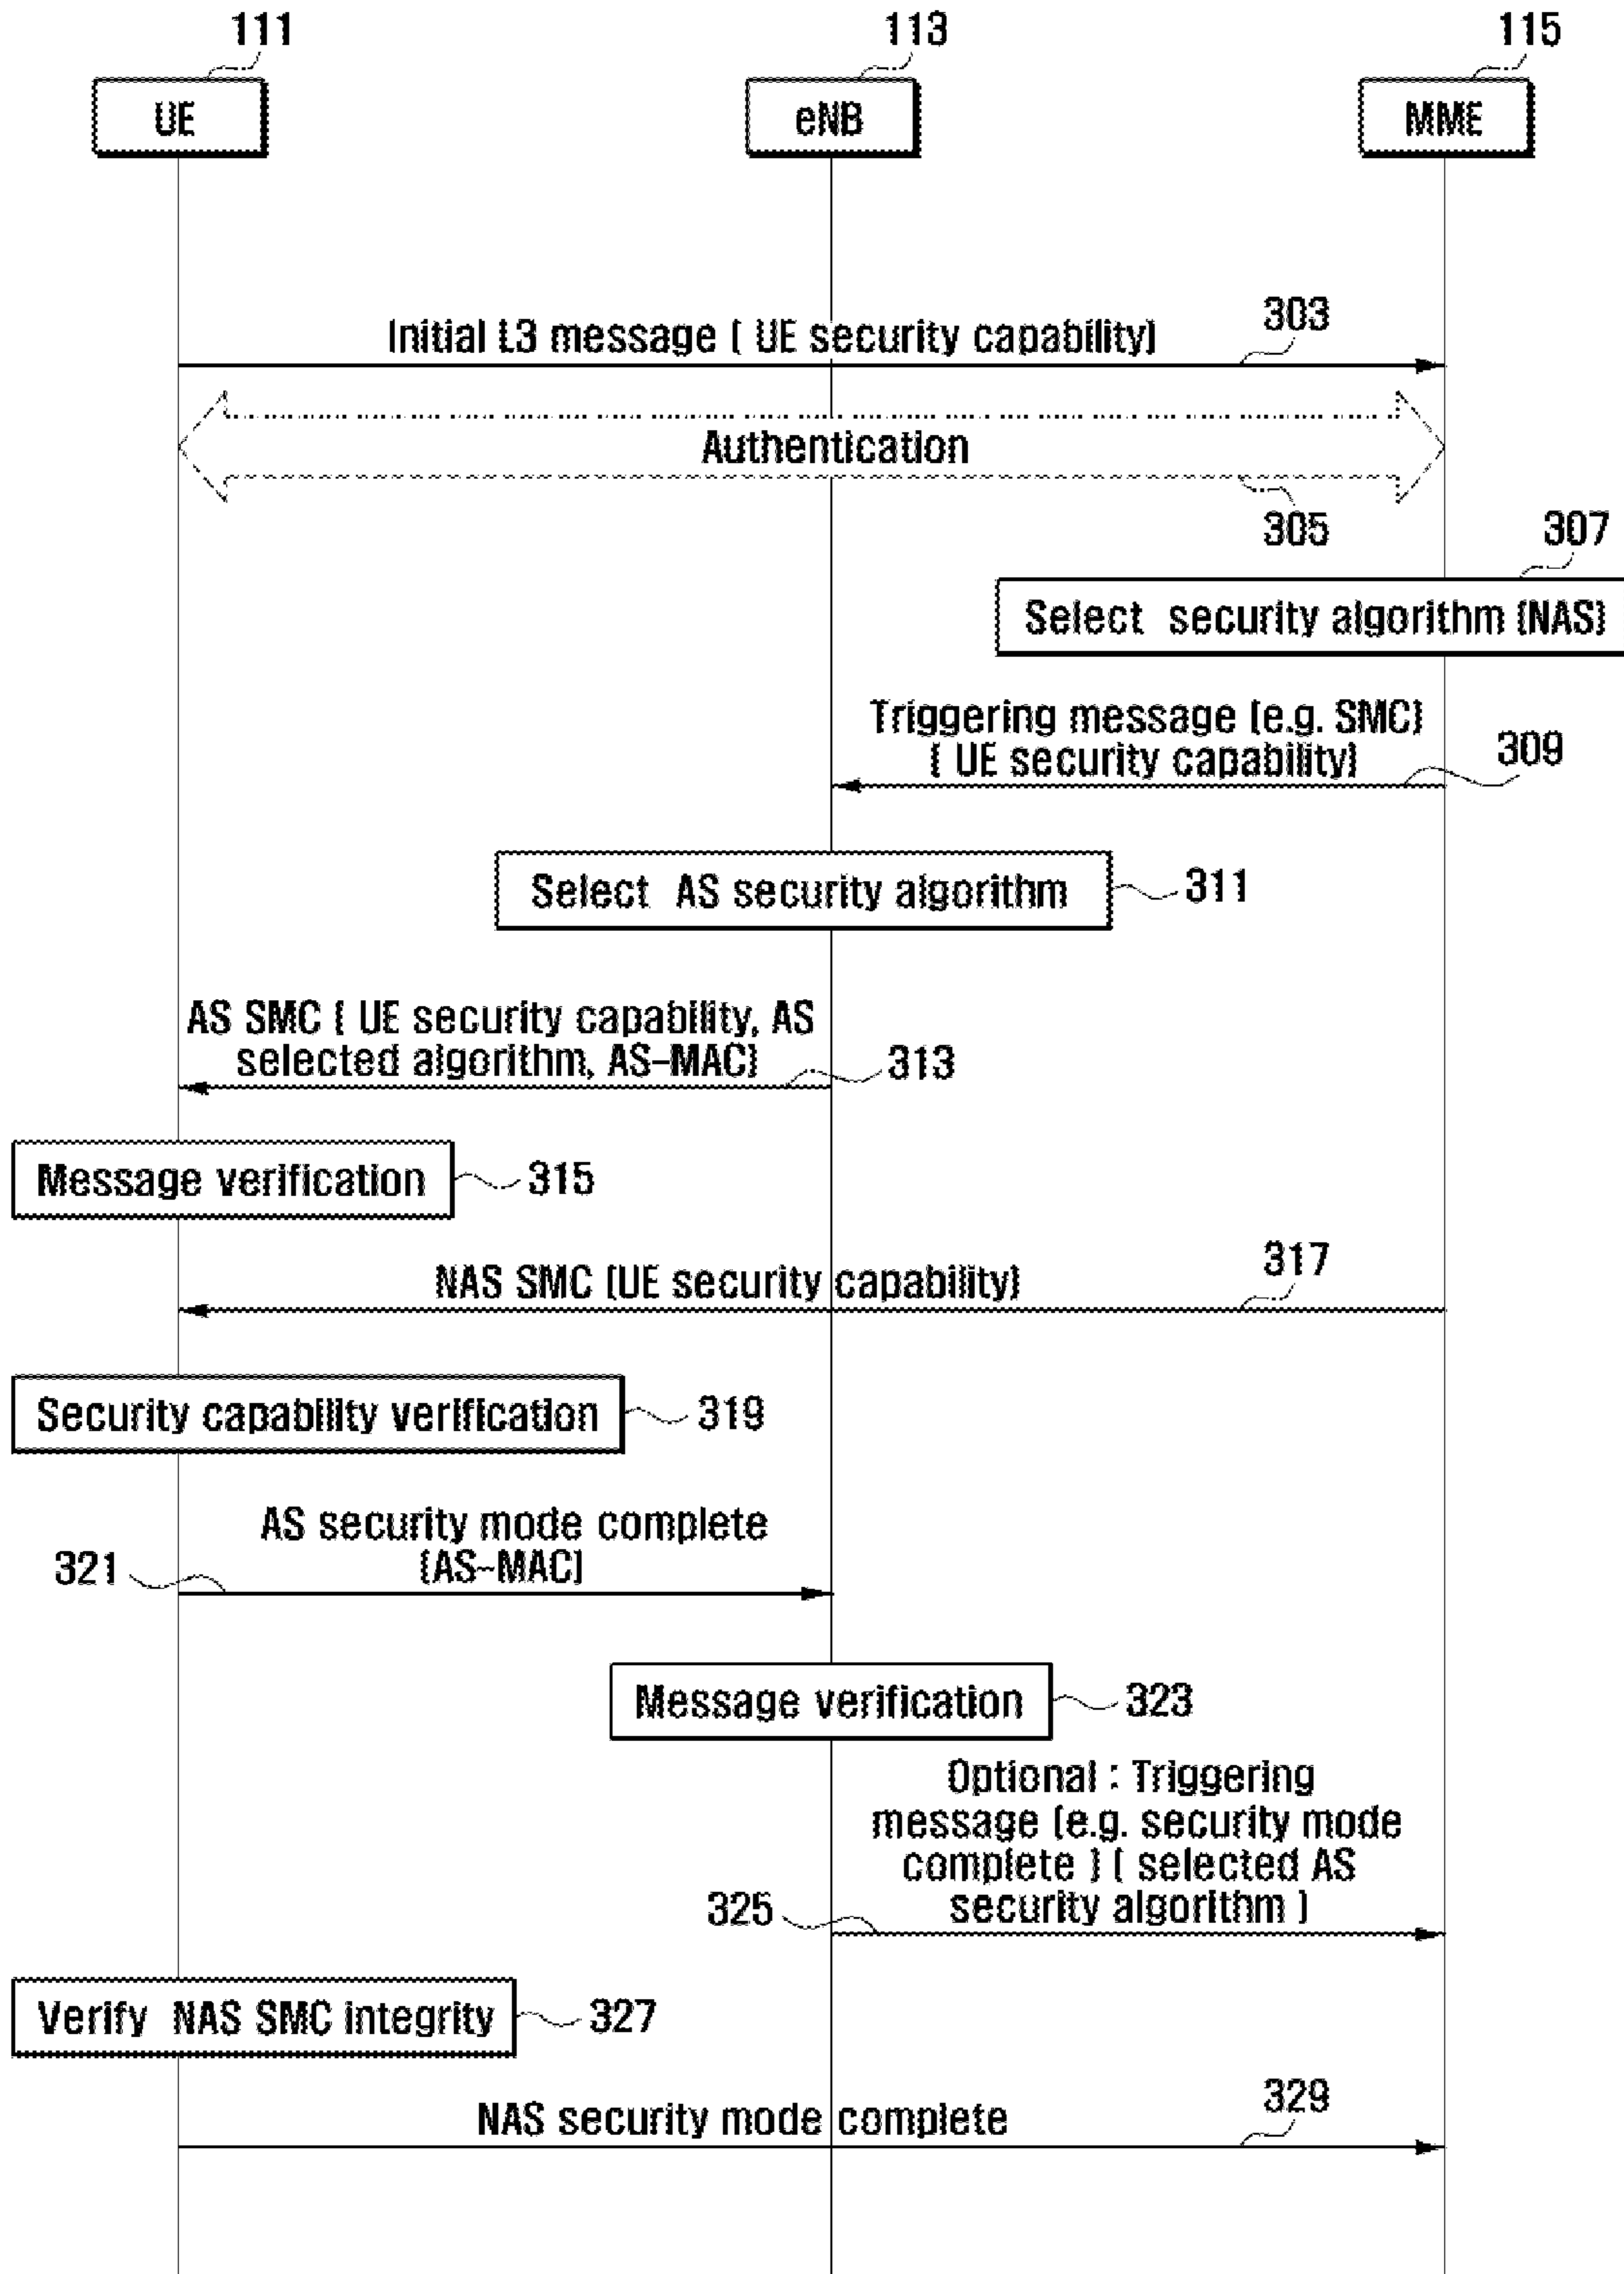 111
113
115
UE
eNB
MME
Initial L3 message ( UE security capability)
303
Authentication
305
307
Select security algorithm (NAS)
Triggering message (e.g. SMC)
( UE security capability)
309
Select AS security algorithm
311
AS SMC ( UE security capability, AS
selected algorithm, AS-MAC)
313
Message verification
315
NAS SMC (UE security capability)
317
Security capability verification
319
AS security mode complete
(AS-MAC)
321
Message verification
323
Optional : Triggering
message (e.g. security mode
complete ) ( selected AS
security algorithm )
325
Verify NAS SMC integrity
327
NAS security mode complete
329